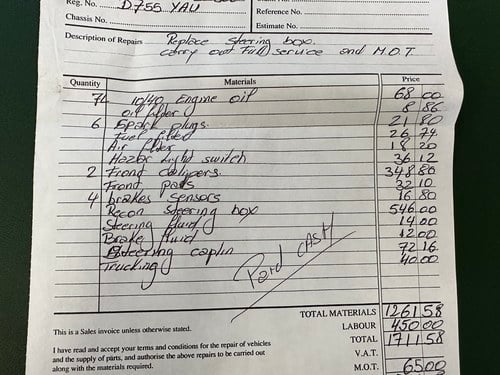 Reg. No. D755 YAU
Chassis No.
Reference No.
Estimate No.
Description of Repairs Replace steering box.
carry out Full service and M.O.T.
Quantity Materials Price
7L 10/40 Engine oil 68 00
oil filter 8 86
6 Spark plugs. 21 80
Fuel filter 26 74
Air filter 18 20
Hazar Light switch 36 12
2 Front calipers. 348 80
Front pads 32 10
4 brakes sensors 16 80
Recon Steering box 546 00
Steering fluid 14 00
Brake fluid 12 00
Steering coplin 72 16
Trucking 40 00
Paid CASH
TOTAL MATERIALS 1261 58
This is a Sales invoice unless otherwise stated. LABOUR 450 00
TOTAL 1711 58
I have read and accept your terms and conditions for the repair of vehicles
and the supply of parts, and authorise the above repairs to be carried out V.A.T.
along with the materials required. M.O.T. 65 00